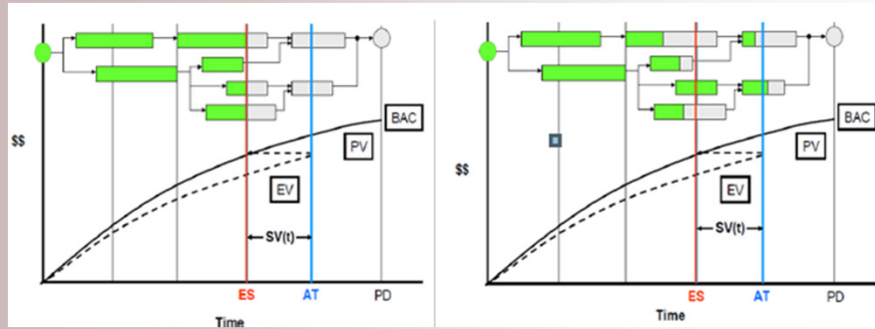 BAC
$$
PV
EV
SV(t)
ES
AT
PD
Time
BAC
PV
$$
EV
SV(t)
ES
AT
PD
Time